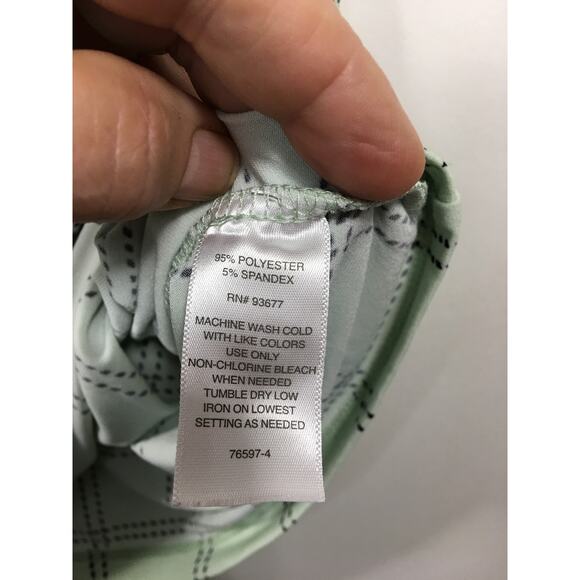 95% POLYESTER
5% SPANDEX
RN# 93677
MACHINE WASH COLD
WITH LIKE COLORS
USE ONLY
NON-CHLORINE BLEACH
WHEN NEEDED
TUMBLE DRY LOW
IRON ON LOWEST
SETTING AS NEEDED
76597-4